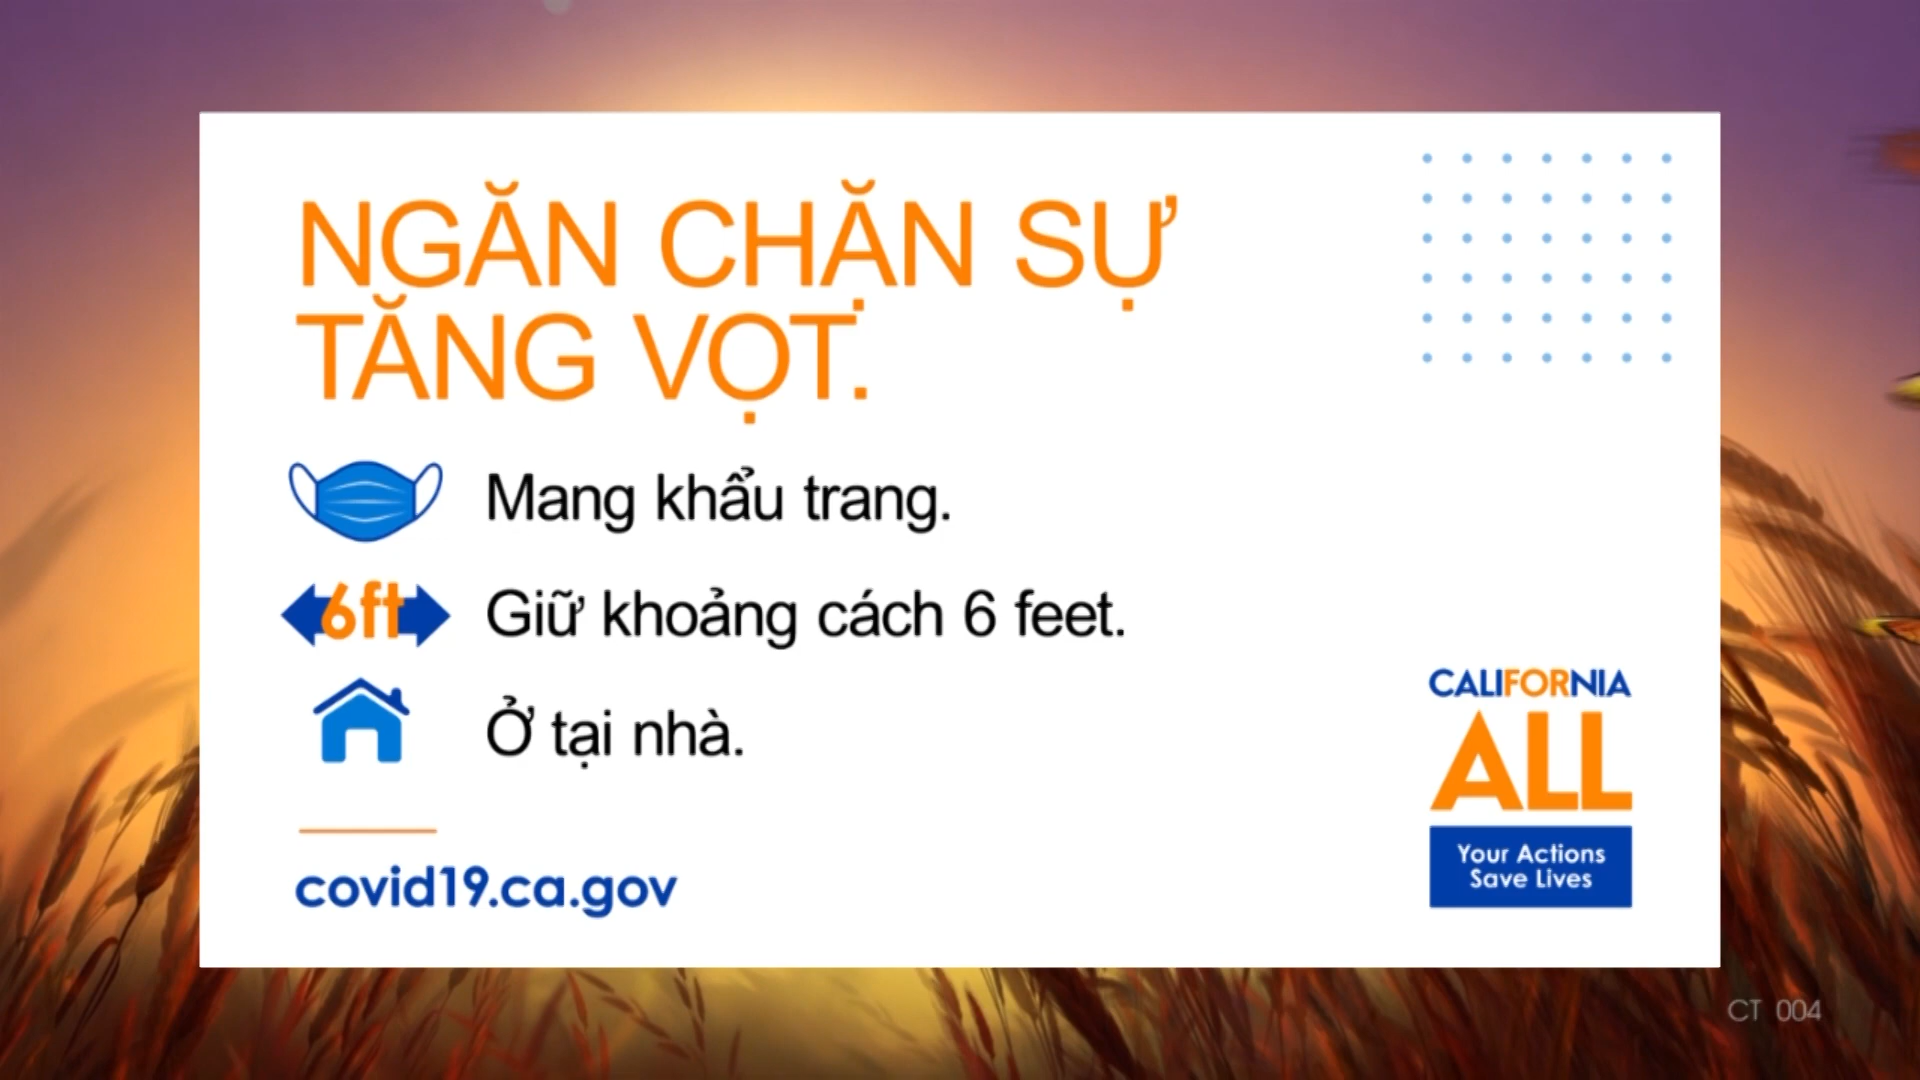 NGĂN CHẶN SỰ
TĂNG VỌT.
Mang khẩu trang.
6ft
Giữ khoảng cách 6 feet.
Ở tại nhà.
covid19.ca.gov
CALIFORNIA
ALL
Your Actions
Save Lives
CT 004